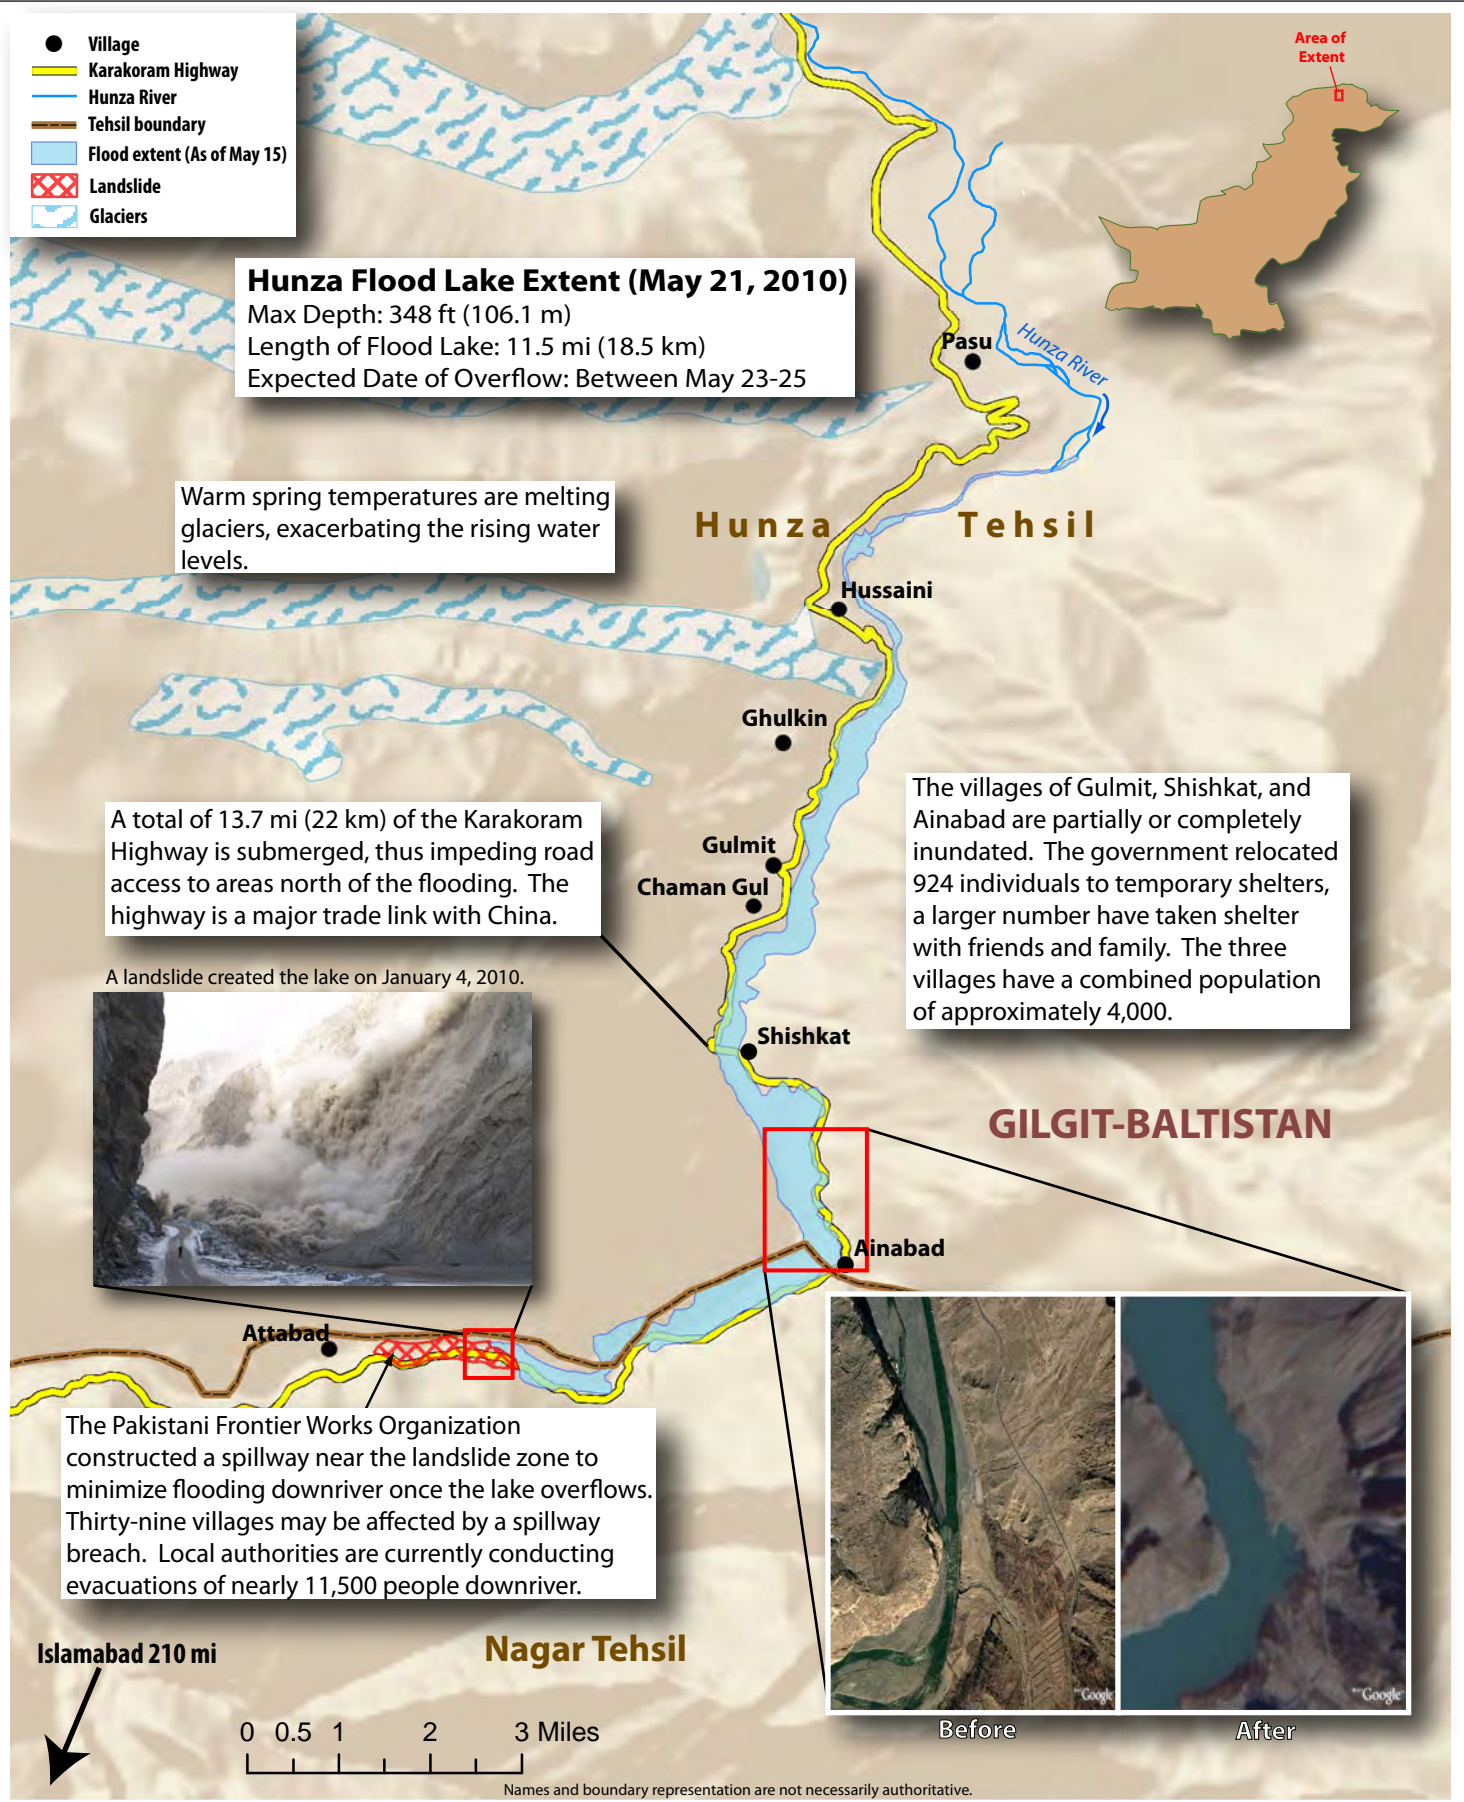 Village
Karakoram Highway
Hunza River
Tehsil boundary
Flood extent (As of May 15)
Landslide
Glaciers
Area of
Extent
Hunza Flood Lake Extent (May 21, 2010)
Max Depth: 348 ft (106.1 m)
Length of Flood Lake: 11.5 mi (18.5 km)
Expected Date of Overflow: Between May 23-25
Pasu
Hunza River
Warm spring temperatures are melting
glaciers, exacerbating the rising water
levels.
Hunza Tehsil
Hussaini
Ghulkin
A total of 13.7 mi (22 km) of the Karakoram
Highway is submerged, thus impeding road
access to areas north of the flooding. The
highway is a major trade link with China.
Gulmit
Chaman Gul
The villages of Gulmit, Shishkat, and
Ainabad are partially or completely
inundated. The government relocated
924 individuals to temporary shelters,
a larger number have taken shelter
with friends and family. The three
villages have a combined population
of approximately 4,000.
A landslide created the lake on January 4, 2010.
Shishkat
GILGIT-BALTISTAN
Ainabad
Attabad
The Pakistani Frontier Works Organization
constructed a spillway near the landslide zone to
minimize flooding downriver once the lake overflows.
Thirty-nine villages may be affected by a spillway
breach. Local authorities are currently conducting
evacuations of nearly 11,500 people downriver.
Google
Google
Before
After
Islamabad 210 mi
Nagar Tehsil
0 0.5 1 2 3 Miles
Names and boundary representation are not necessarily authoritative.